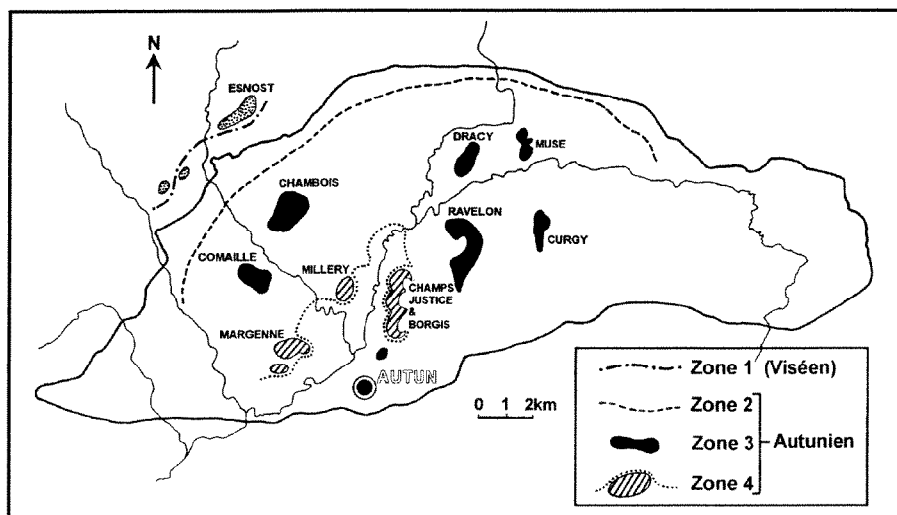 N
ESNOST
DRACY
MUSE
CHAMBOIS
RAVELON
CURGY
COMAILLE
MILLERY
CHAMPS
JUSTICE
&
BORGIS
MARGENNE
AUTUN
0 1 2km
Zone 1 (Viséen)
Zone 2
Zone 3
Autunien
Zone 4